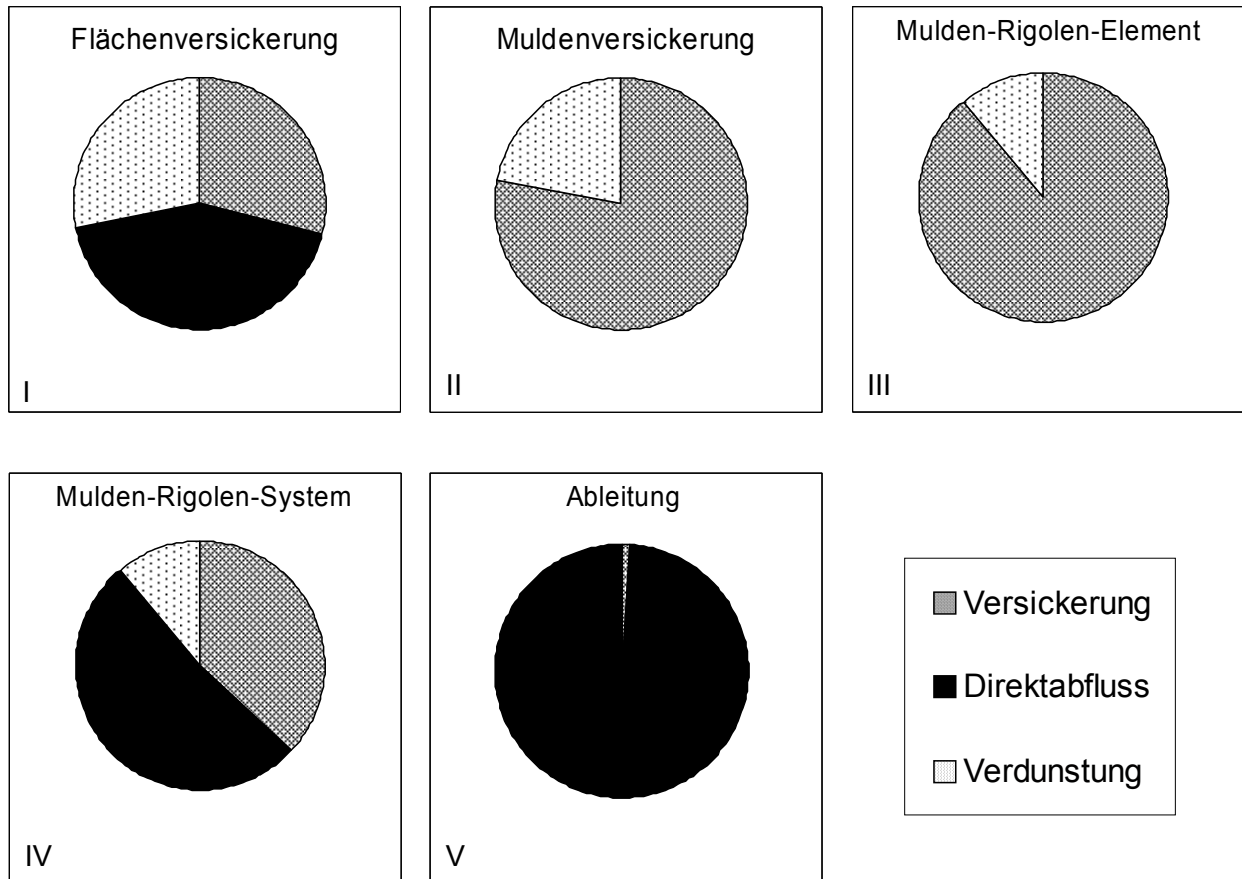 Flächenversickerung
I
Muldenversickerung
II
Mulden-Rigolen-Element
III
Mulden-Rigolen-System
IV
Ableitung
V
Versickerung
Direktabfluss
Verdunstung